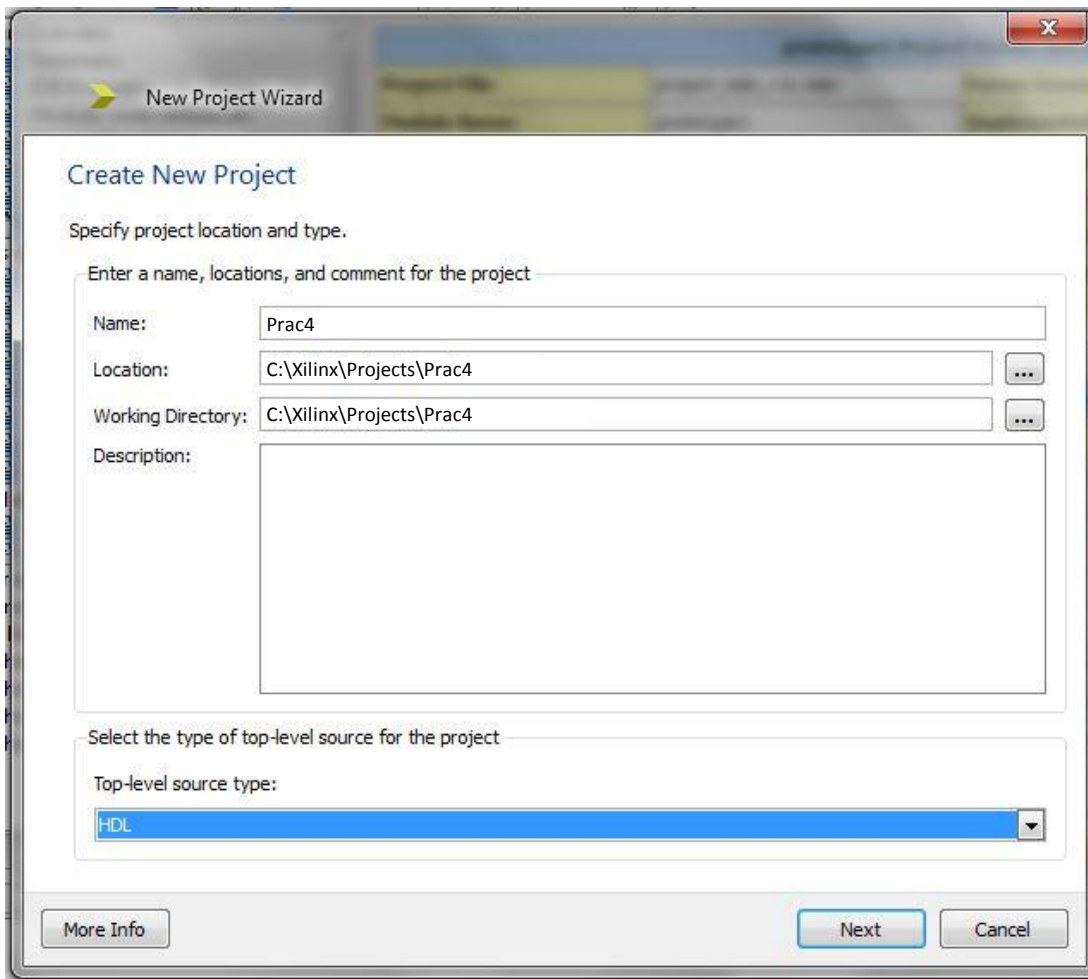 New Project Wizard
Create New Project
Specify project location and type.
Enter a name, locations, and comment for the project
Name: Prac4
Location: C:\Xilinx\Projects\Prac4 ...
Working Directory: C:\Xilinx\Projects\Prac4 ...
Description:
Select the type of top-level source for the project
Top-level source type:
HDL
More Info Next Cancel